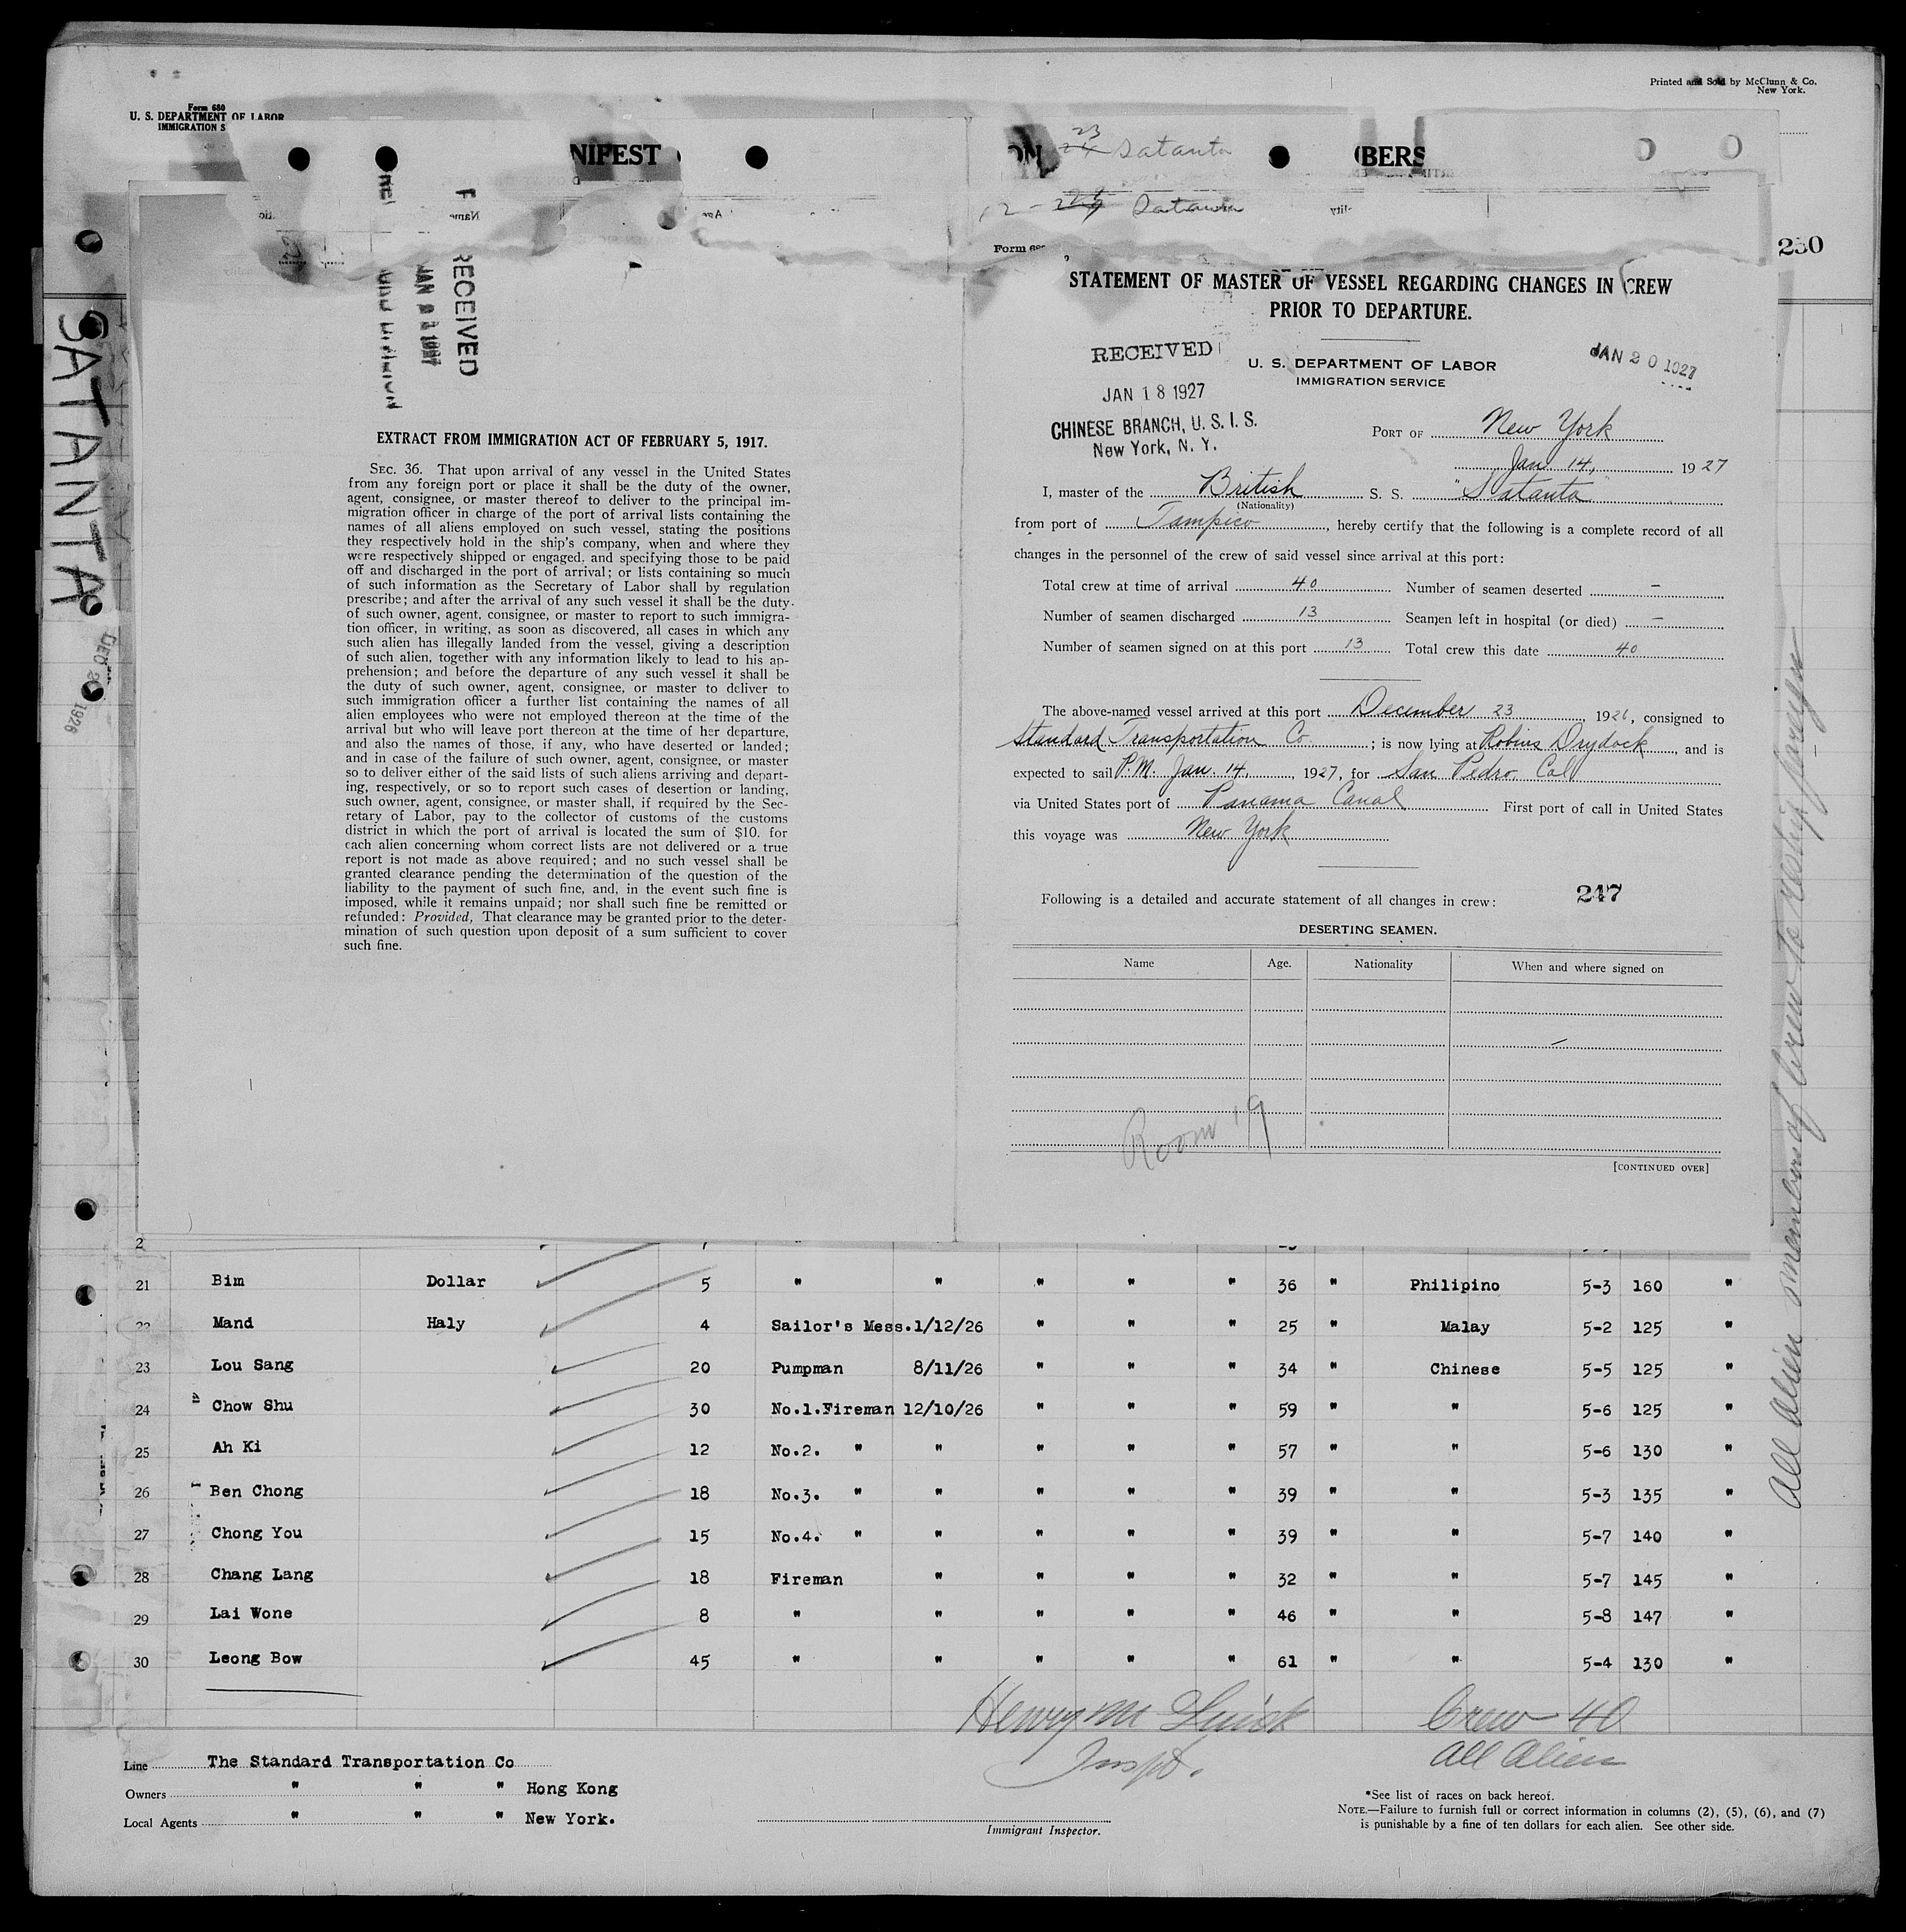 Printed and Sold by McClunn & Co.
New York.
Form 680
U. S. DEPARTMENT OF LABOR
IMMIGRATION S
NIFEST
ON
BERS
23
Satanta
12 -
Satanta
250
SATANTA
1926
RECEIVED
JAN
RECEIVED
EXTRACT FROM IMMIGRATION ACT OF FEBRUARY 5, 1917.
SEC. 36. That upon arrival of any vessel in the United States
from any foreign port or place it shall be the duty of the owner,
agent, consignee, or master thereof to deliver to the principal im-
migration officer in charge of the port of arrival lists containing the
names of all aliens employed on such vessel, stating the positions
they respectively hold in the ship's company, when and where they
were respectively shipped or engaged, and specifying those to be paid
off and discharged in the port of arrival; or lists containing so much
of such information as the Secretary of Labor shall by regulation
prescribe; and after the arrival of any such vessel it shall be the duty
of such owner, agent, consignee, or master to report to such immigra-
tion officer, in writing, as soon as discovered, all cases in which any
such alien has illegally landed from the vessel, giving a description
of such alien, together with any information likely to lead to his ap-
prehension; and before the departure of any such vessel it shall be
the duty of such owner, agent, consignee, or master to deliver to
such immigration officer a further list containing the names of all
alien employees who were not employed thereon at the time of the
arrival but who will leave port thereon at the time of her departure,
and also the names of those, if any, who have deserted or landed;
and in case of the failure of such owner, agent, consignee, or master
so to deliver either of the said lists of such aliens arriving and depart-
ing, respectively, or so to report such cases of desertion or landing,
such owner, agent, consignee, or master shall, if required by the Sec-
retary of Labor, pay to the collector of customs of the customs
district in which the port of arrival is located the sum of $10. for
each alien concerning whom correct lists are not delivered or a true
report is not made as above required; and no such vessel shall be
granted clearance pending the determination of the question of the
liability to the payment of such fine, and, in the event such fine is
imposed, while it remains unpaid; nor shall such fine be remitted or
refunded: Provided, That clearance may be granted prior to the deter-
mination of such question upon deposit of a sum sufficient to cover
such fine.
Form 689
STATEMENT OF MASTER OF VESSEL REGARDING CHANGES IN CREW
PRIOR TO DEPARTURE.
RECEIVED
JAN 18 1927
CHINESE BRANCH, U. S. I. S.
New York, N. Y.
U. S. DEPARTMENT OF LABOR
IMMIGRATION SERVICE
JAN 20 1927
PORT OF New York
Jan 14, 1927
I, master of the British S. S. "Satanta"
(Nationality)
from port of Tampico, hereby certify that the following is a complete record of all
changes in the personnel of the crew of said vessel since arrival at this port:
Total crew at time of arrival 40 Number of seamen deserted –
Number of seamen discharged 13 Seamen left in hospital (or died) –
Number of seamen signed on at this port 13 Total crew this date 40
The above-named vessel arrived at this port December 23, 1926, consigned to
Standard Transportation Co.; is now lying at Robins Drydock, and is
expected to sail P.M. Jan. 14, 1927, for San Pedro, Cal
via United States port of Panama Canal First port of call in United States
this voyage was New York
Following is a detailed and accurate statement of all changes in crew:
247
DESERTING SEAMEN.
Name Age. Nationality When and where signed on
Room 19
[CONTINUED OVER]
All alien members of crew to reship foreign
21 Bim Dollar 5 " " " " " 36 " Philipino 5-3 160 "
22 Mand Haly 4 Sailor's Mess. 1/12/26 " " " 25 " Malay 5-2 125 "
23 Lou Sang 20 Pumpman 8/11/26 " " " 34 " Chinese 5-5 125 "
24 Chow Shu 30 No.1.Fireman 12/10/26 " " " 59 " " 5-6 125 "
25 Ah Ki 12 No.2. " " " " " 57 " " 5-6 130 "
26 Ben Chong 18 No.3. " " " " " 39 " " 5-3 135 "
27 Chong You 15 No.4. " " " " " 39 " " 5-7 140 "
28 Chang Lang 18 Fireman " " " " 32 " " 5-7 145 "
29 Lai Wone 8 " " " " " 46 " " 5-8 147 "
30 Leong Bow 45 " " " " " 61 " " 5-4 130 "
Crew 40
All Alien
Inspt.
Line The Standard Transportation Co
Owners " " " Hong Kong
Local Agents " " " New York.
Immigrant Inspector.
*See list of races on back hereof.
NOTE.—Failure to furnish full or correct information in columns (2), (5), (6), and (7)
is punishable by a fine of ten dollars for each alien. See other side.